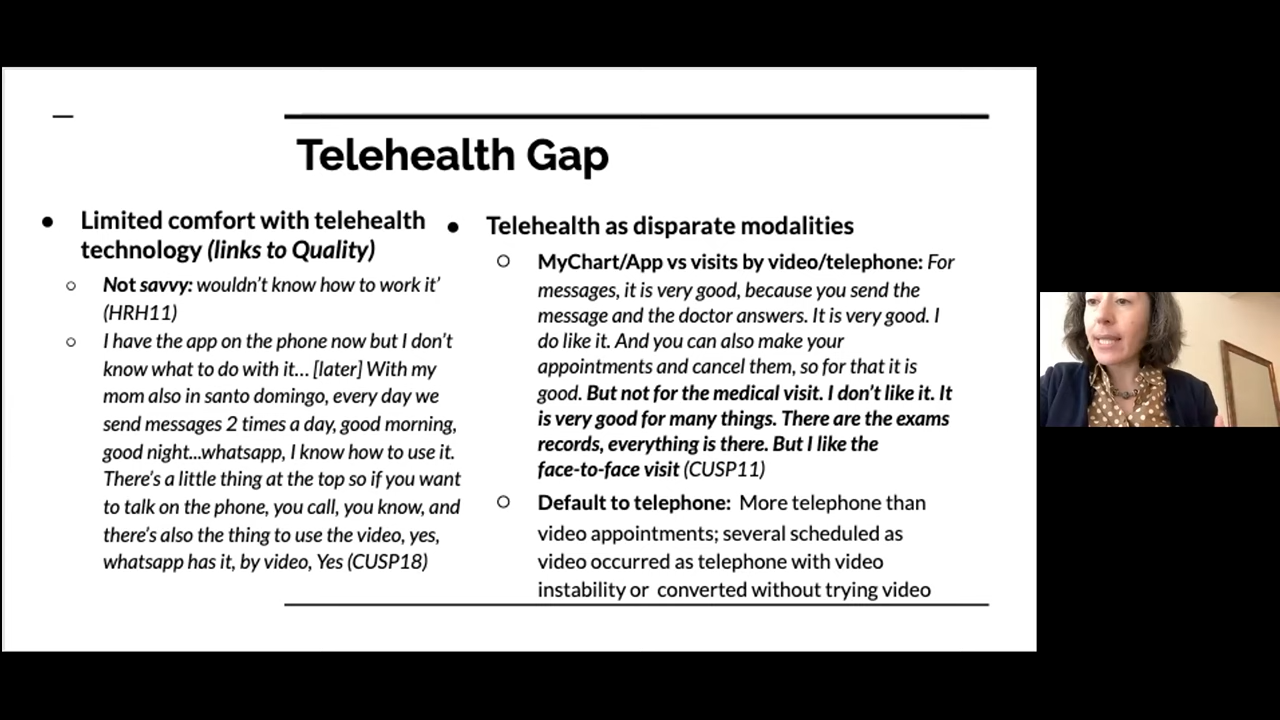 Telehealth Gap
● Limited comfort with telehealth
technology (links to Quality)
○ Not savvy: wouldn’t know how to work it’
(HRH11)
○ I have the app on the phone now but I don’t
know what to do with it... [later] With my
mom also in santo domingo, every day we
send messages 2 times a day, good morning,
good night...whatsapp, I know how to use it.
There’s a little thing at the top so if you want
to talk on the phone, you call, you know, and
there’s also the thing to use the video, yes,
whatsapp has it, by video, Yes (CUSP18)
● Telehealth as disparate modalities
○ MyChart/App vs visits by video/telephone: For
messages, it is very good, because you send the
message and the doctor answers. It is very good. I
do like it. And you can also make your
appointments and cancel them, so for that it is
good. But not for the medical visit. I don’t like it. It
is very good for many things. There are the exams
records, everything is there. But I like the
face-to-face visit (CUSP11)
○ Default to telephone: More telephone than
video appointments; several scheduled as
video occurred as telephone with video
instability or converted without trying video